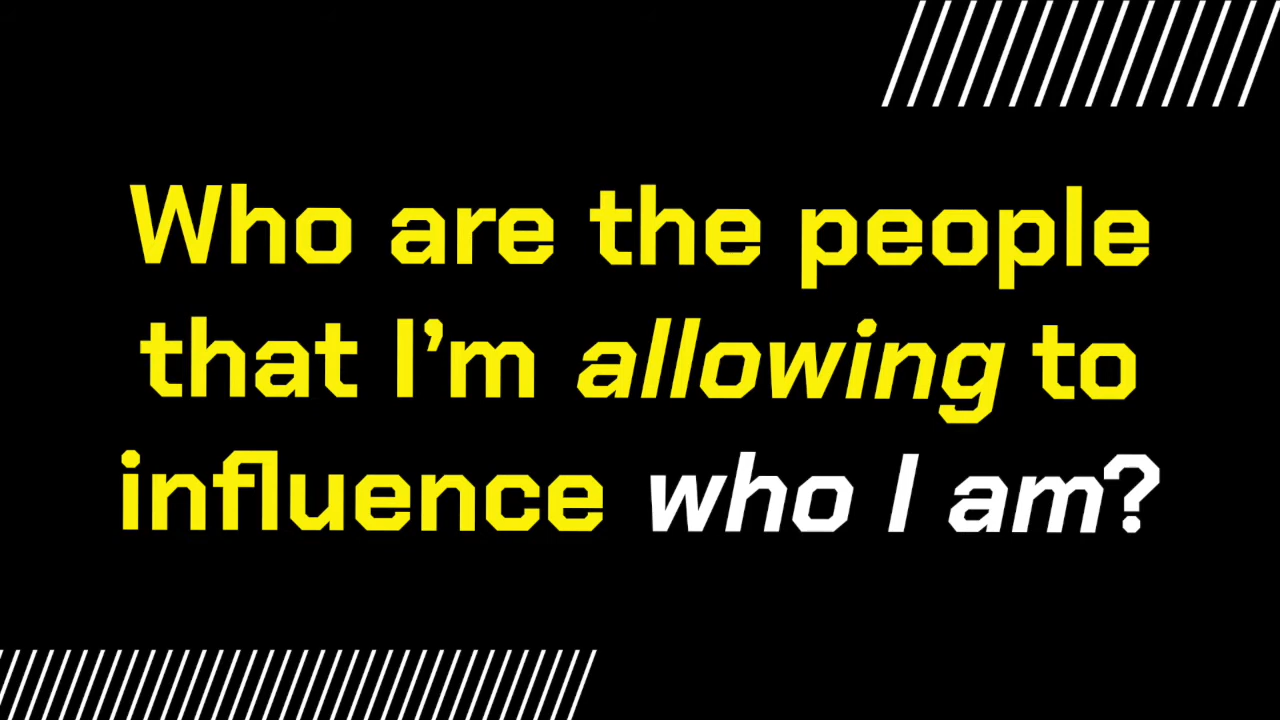 Who are the people
that I’m allowing to
influence who I am?